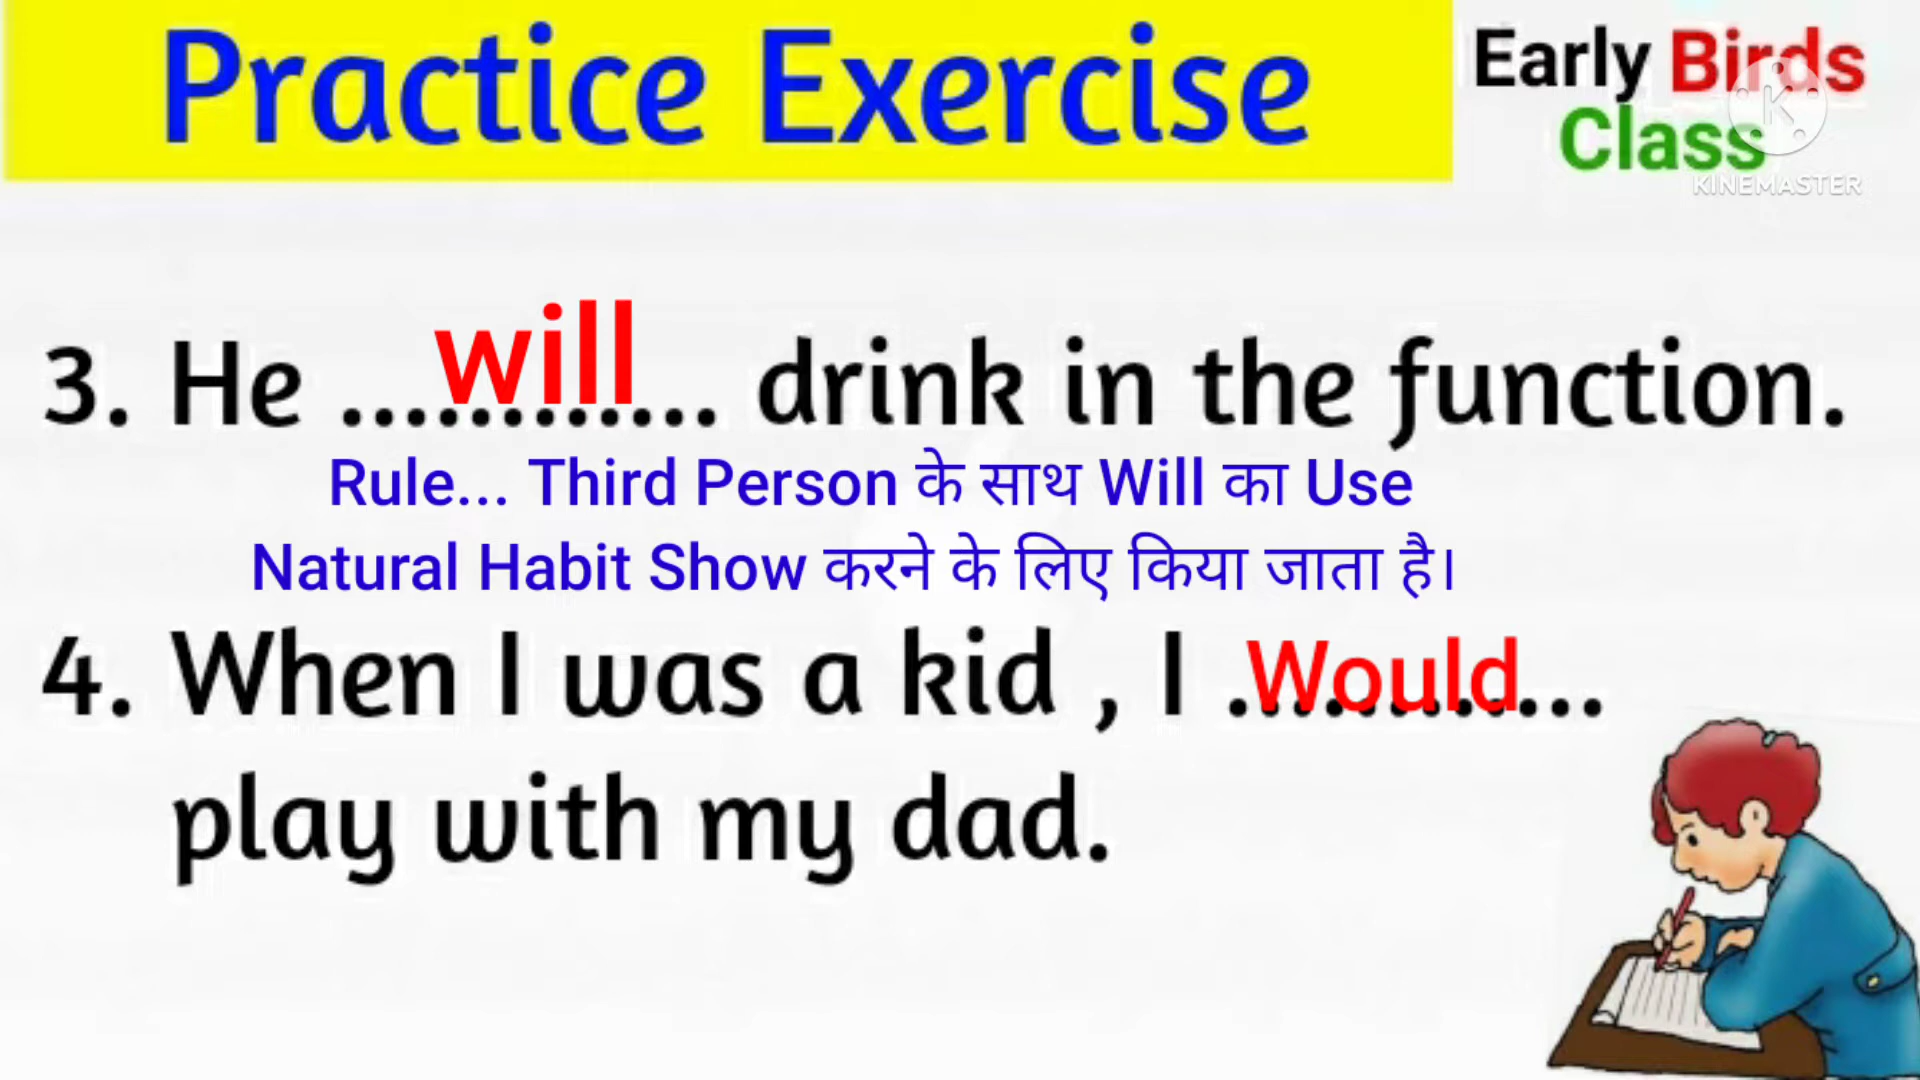 Practice Exercise
Early Birds
Class
KINEMASTER
3. He ............ drink in the function.
will
Rule... Third Person के साथ Will का Use
Natural Habit Show करने के लिए किया जाता है।
4. When I was a kid , I ............
Would
play with my dad.